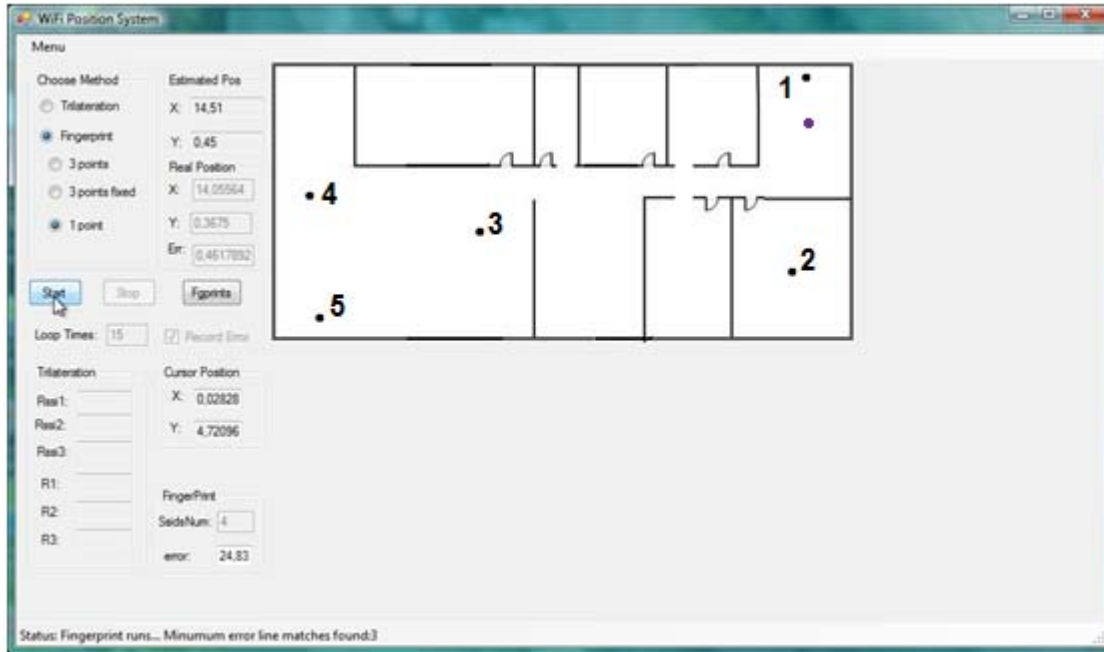 WiFi Position System
Menu
Choose Method
Trilateration
Fingerprint
3 points
3 points fixed
1 point
Estimated Pos
X: 14,51
Y: 0,45
Real Position
X: 14,05564
Y: 0,3675
Err: 0,4617892
Start
Stop
Fgprints
Loop Times: 15
Record Error
Trilateration
Rssi1:
Rssi2:
Rssi3:
R1:
R2:
R3:
Cursor Position
X: 0,02828
Y: 4,72096
FingerPrint
SsidsNum: 4
error: 24,83
1
4
3
2
5
Status: Fingerprint runs... Minumum error line matches found:3